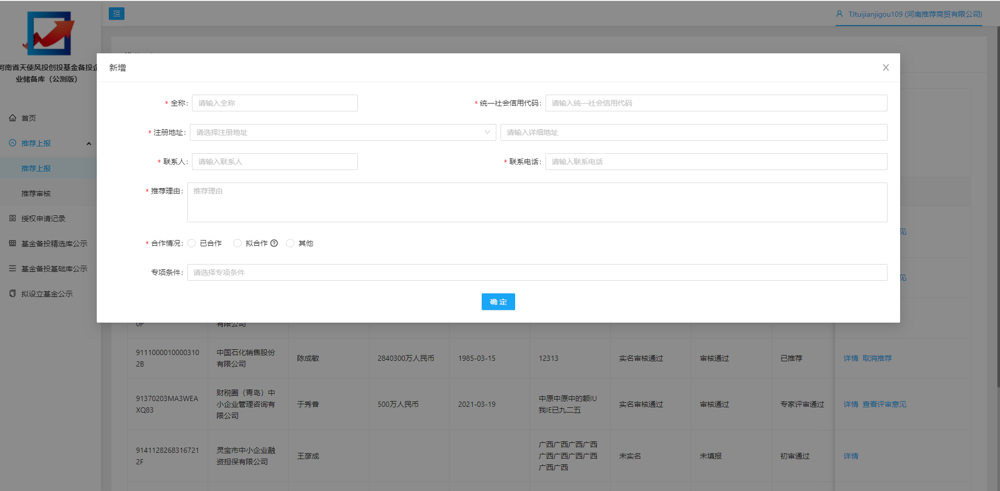 TJtuijianjigou109 (河南推荐商贸有限公司)
河南省天使风投创投基金备投企
业储备库（公测版）
首页
推荐上报
推荐上报
推荐审核
授权申请记录
基金备投精选库公示
基金备投基础库公示
拟设立基金公示
新增
* 全称: 请输入全称
* 统一社会信用代码: 请输入统一社会信用代码
* 注册地址: 请选择注册地址 请输入详细地址
* 联系人: 请输入联系人
* 联系电话: 请输入联系电话
* 推荐理由: 推荐理由
* 合作情况: 已合作 拟合作 其他
专项条件: 请选择专项条件
确 定
见
见
0P
有限公司
9111000010000310
2B
中国石化销售股份
有限公司
陈成敏
2840300万人民币
1985-03-15
12313
实名审核通过
审核通过
已推荐
详情 取消推荐
91370203MA3WEA
XQ83
财税圈（青岛）中
小企业管理咨询有
限公司
于秀香
500万人民币
2021-03-19
中原中原中的额IU
我IE已九二五
实名审核通过
审核通过
专家评审通过
详情 查看评审意见
9141128268316721
2F
灵宝市中小企业融
资担保有限公司
王彦成
广西广西广西广西
广西广西广西广西
广西广西
未实名
未填报
初审通过
详情